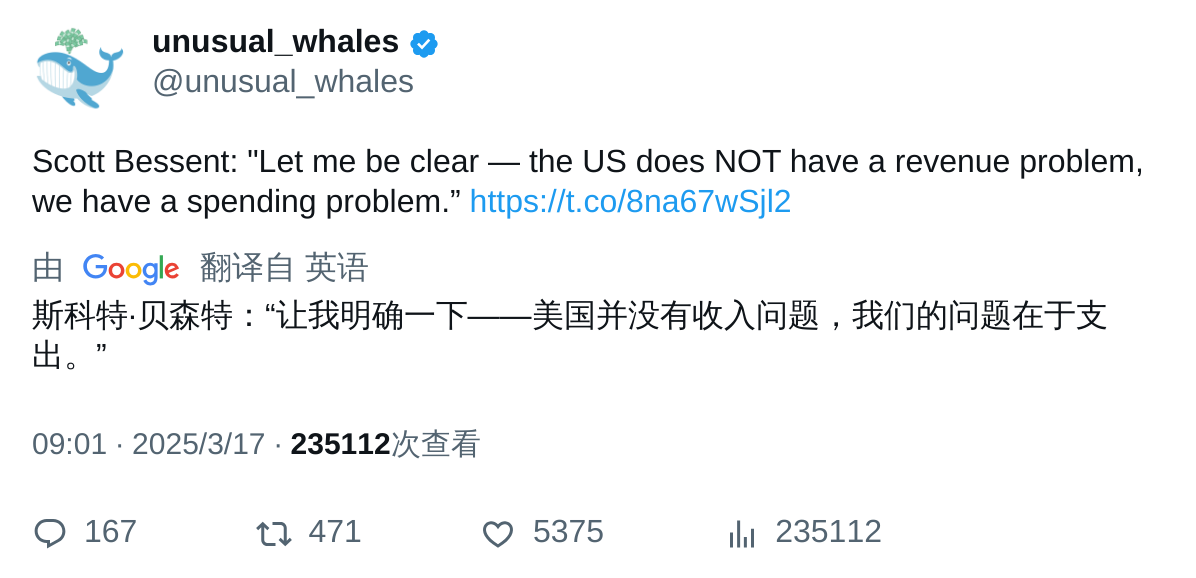 unusual_whales
@unusual_whales
Scott Bessent: "Let me be clear — the US does NOT have a revenue problem,
we have a spending problem.” https://t.co/8na67wSjl2
由 Google 翻译自 英语
斯科特·贝森特：“让我明确一下——美国并没有收入问题，我们的问题在于支
出。”
09:01 · 2025/3/17 · 235112次查看
167 471 5375 235112